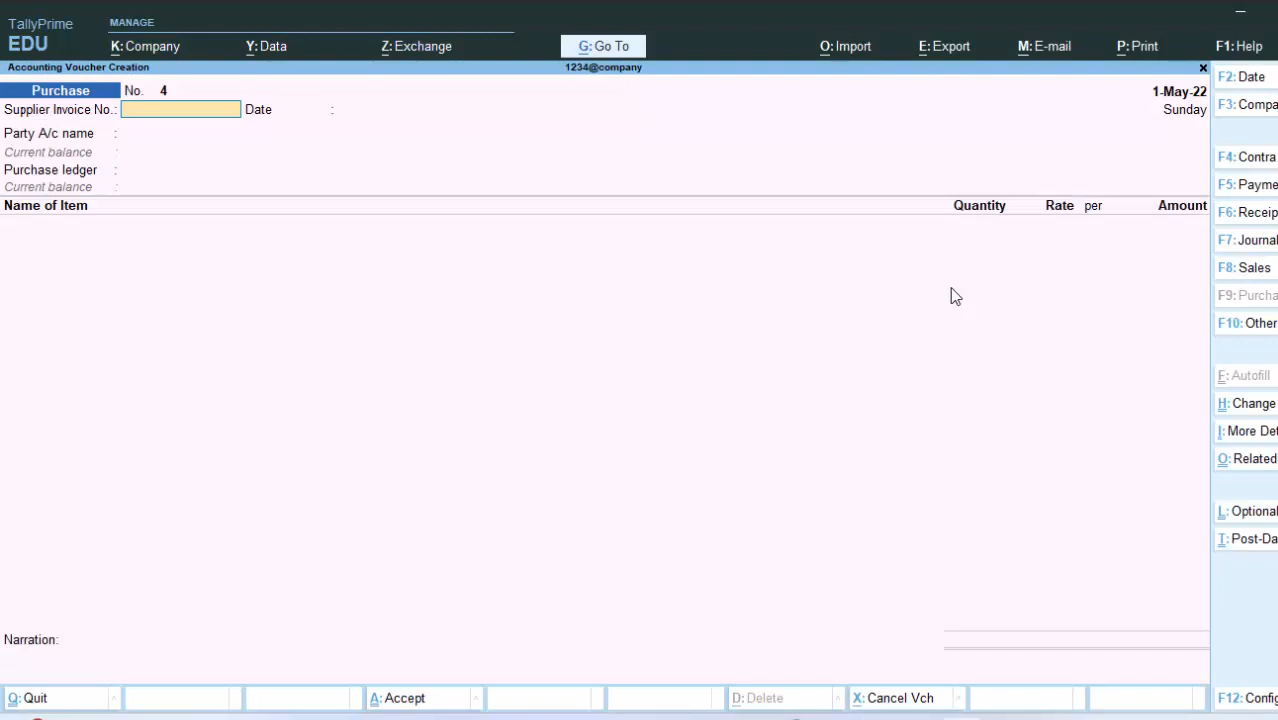 TallyPrime
EDU
MANAGE
K: Company
Y: Data
Z: Exchange
G: Go To
O: Import
E: Export
M: E-mail
P: Print
F1: Help
Accounting Voucher Creation
1234@company
Purchase No. 4
1-May-22
Supplier Invoice No.: Date :
Sunday
Party A/c name :
Current balance :
Purchase ledger :
Current balance :
Name of Item Quantity Rate per Amount
F2: Date
F3: Compa
F4: Contra
F5: Payme
F6: Receip
F7: Journal
F8: Sales
F9: Purcha
F10: Other
F: Autofill
H: Change
I: More Det
O: Related
L: Optional
T: Post-Da
Narration:
Q: Quit
A: Accept
D: Delete
X: Cancel Vch
F12: Config